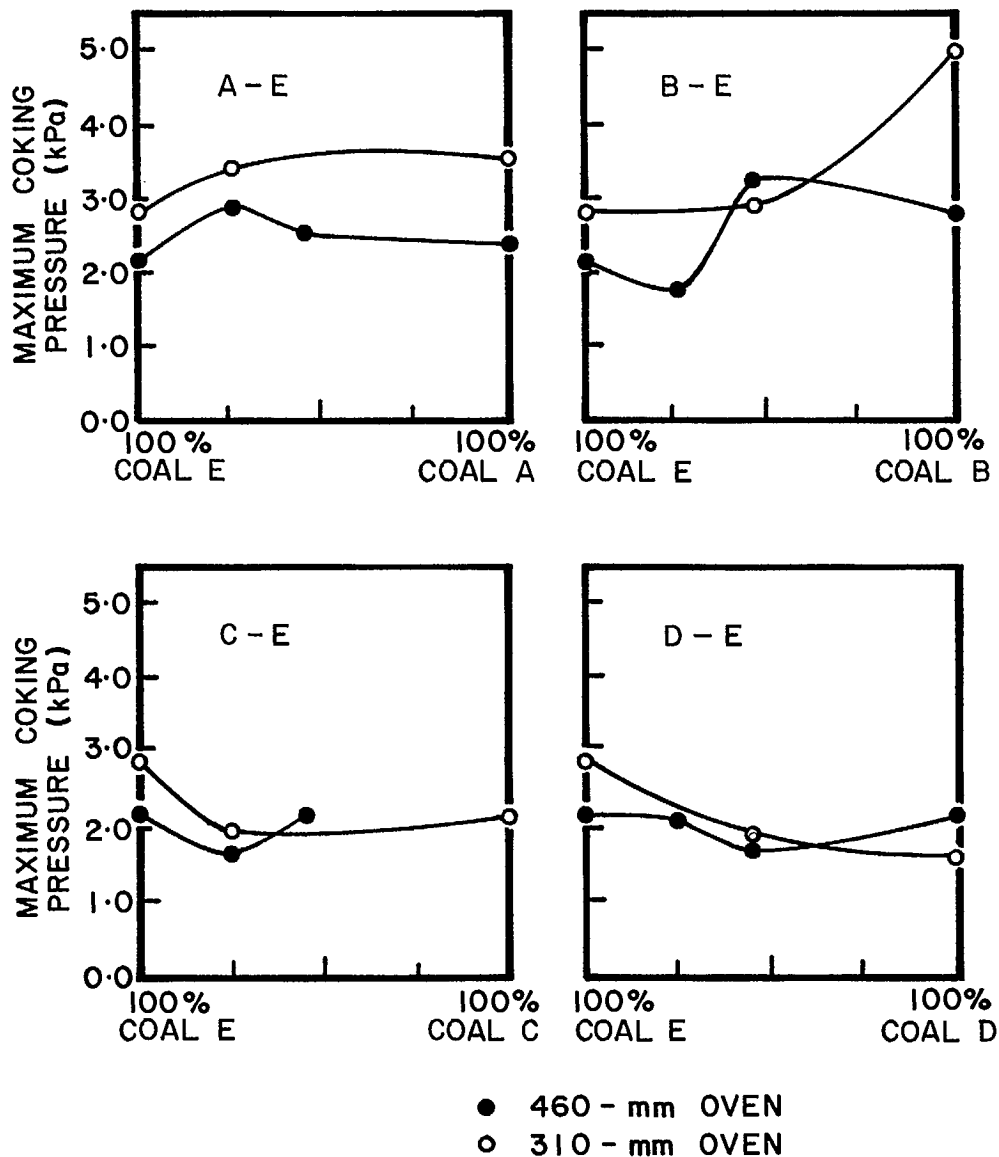 A - E
B - E
MAXIMUM COKING
PRESSURE (kPa)
5·0
4·0
3·0
2·0
1·0
0·0
100%
COAL E
100%
COAL A
100%
COAL E
100%
COAL B
C - E
D - E
MAXIMUM COKING
PRESSURE (kPa)
5·0
4·0
3·0
2·0
1·0
0·0
100%
COAL E
100%
COAL C
100%
COAL E
100%
COAL D
460 - mm OVEN
310 - mm OVEN